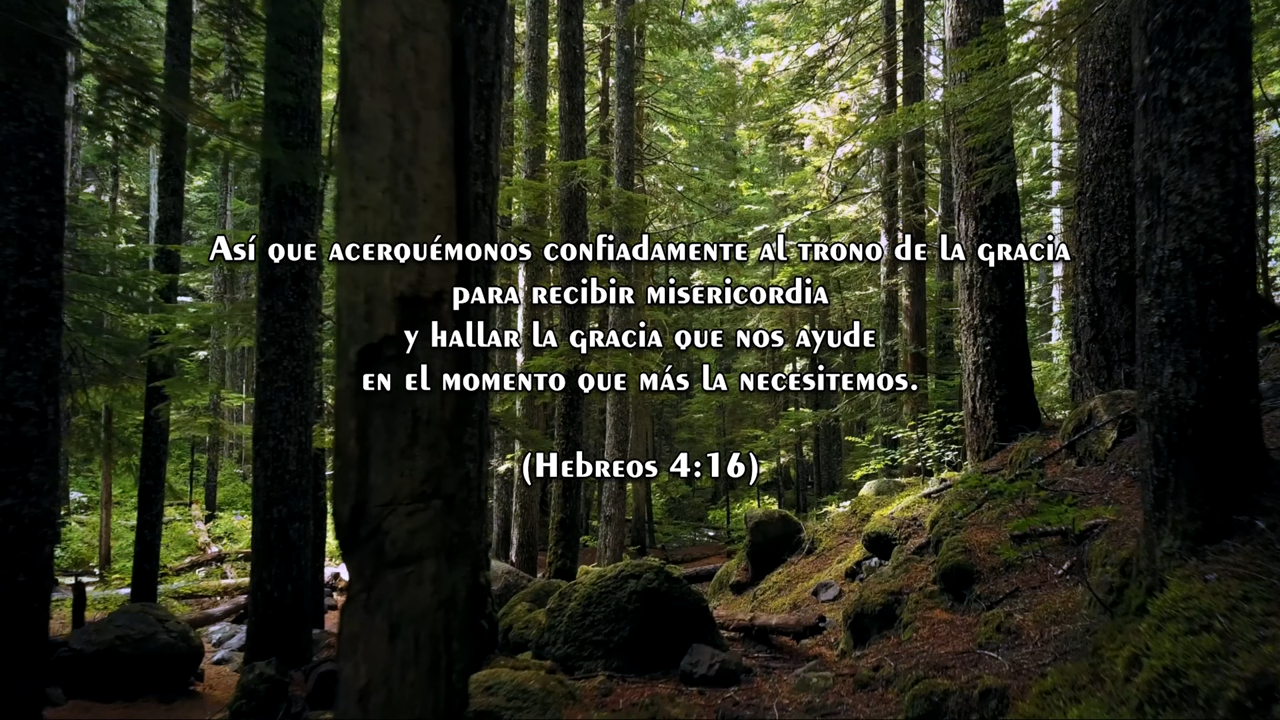 Así que acerquémonos confiadamente al trono de la gracia
para recibir misericordia
y hallar la gracia que nos ayude
en el momento que más la necesitemos.
(Hebreos 4:16)